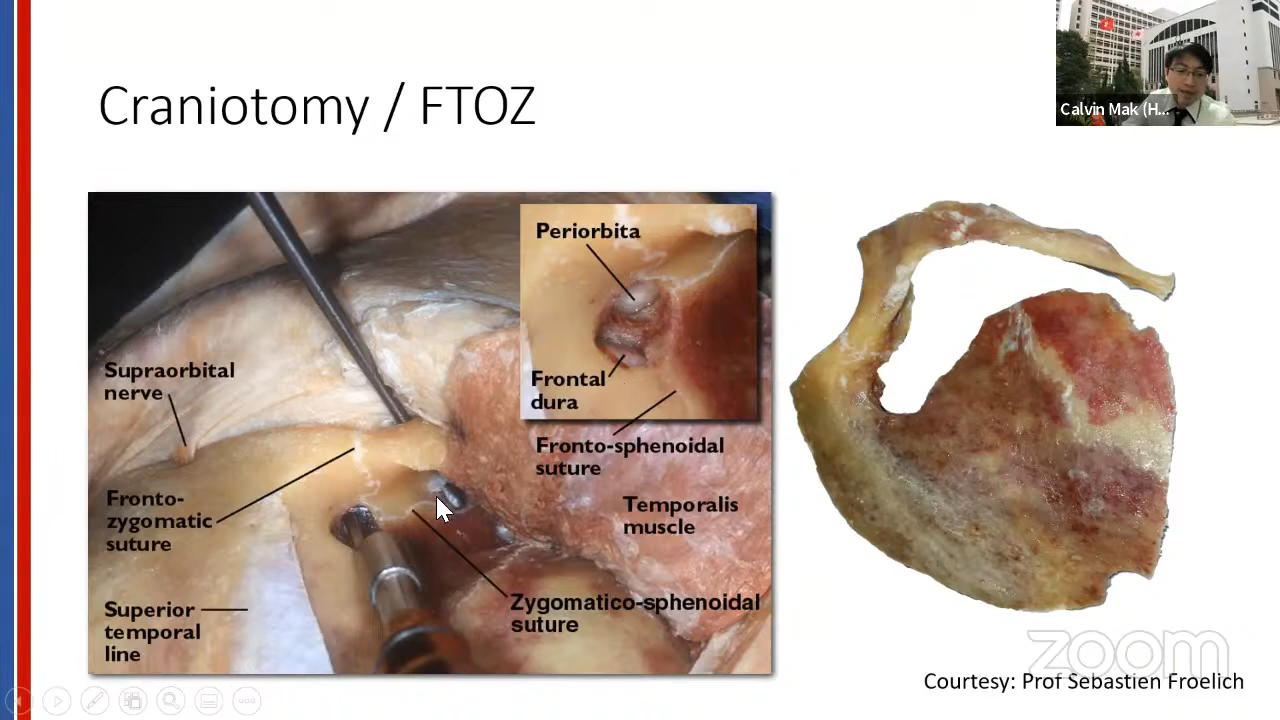 Craniotomy / FTOZ
Calvin Mak (H...
Periorbita
Frontal
dura
Supraorbital
nerve
Fronto-sphenoidal
suture
Fronto-
zygomatic
suture
Temporalis
muscle
Superior
temporal
line
Zygomatico-sphenoidal
suture
zoom
Courtesy: Prof Sebastien Froelich